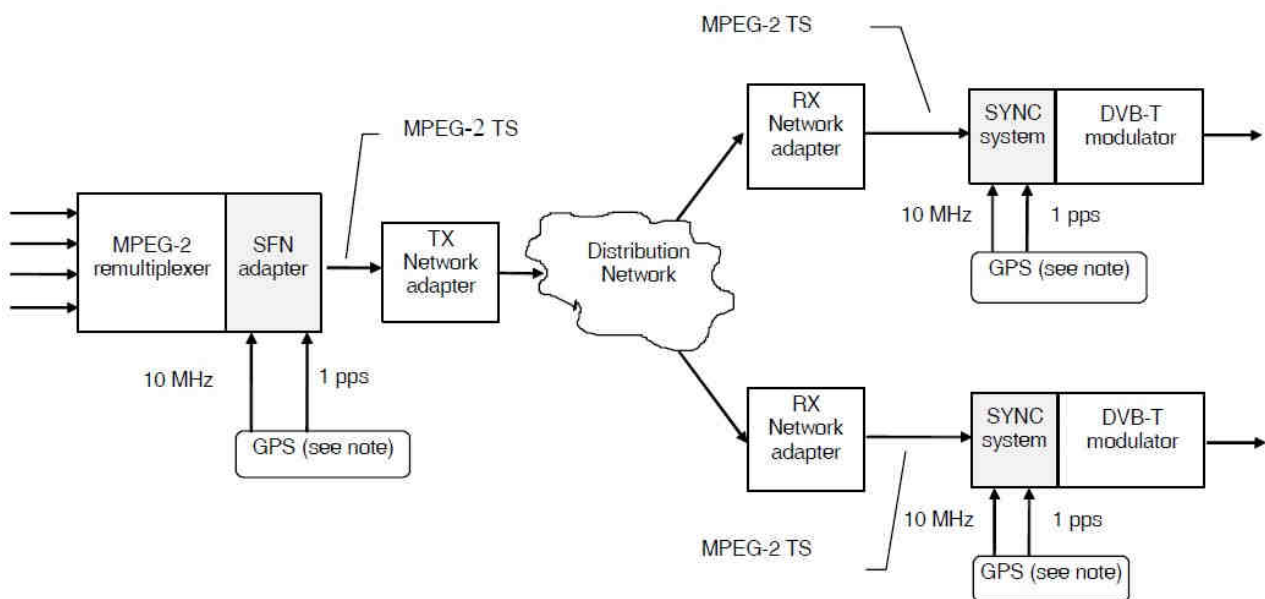 MPEG-2 TS
MPEG-2 TS
MPEG-2
remultiplexer
SFN
adapter
10 MHz
1 pps
GPS (see note)
TX
Network
adapter
Distribution
Network
RX
Network
adapter
SYNC
system
DVB-T
modulator
10 MHz
1 pps
GPS (see note)
RX
Network
adapter
SYNC
system
DVB-T
modulator
MPEG-2 TS
10 MHz
1 pps
GPS (see note)